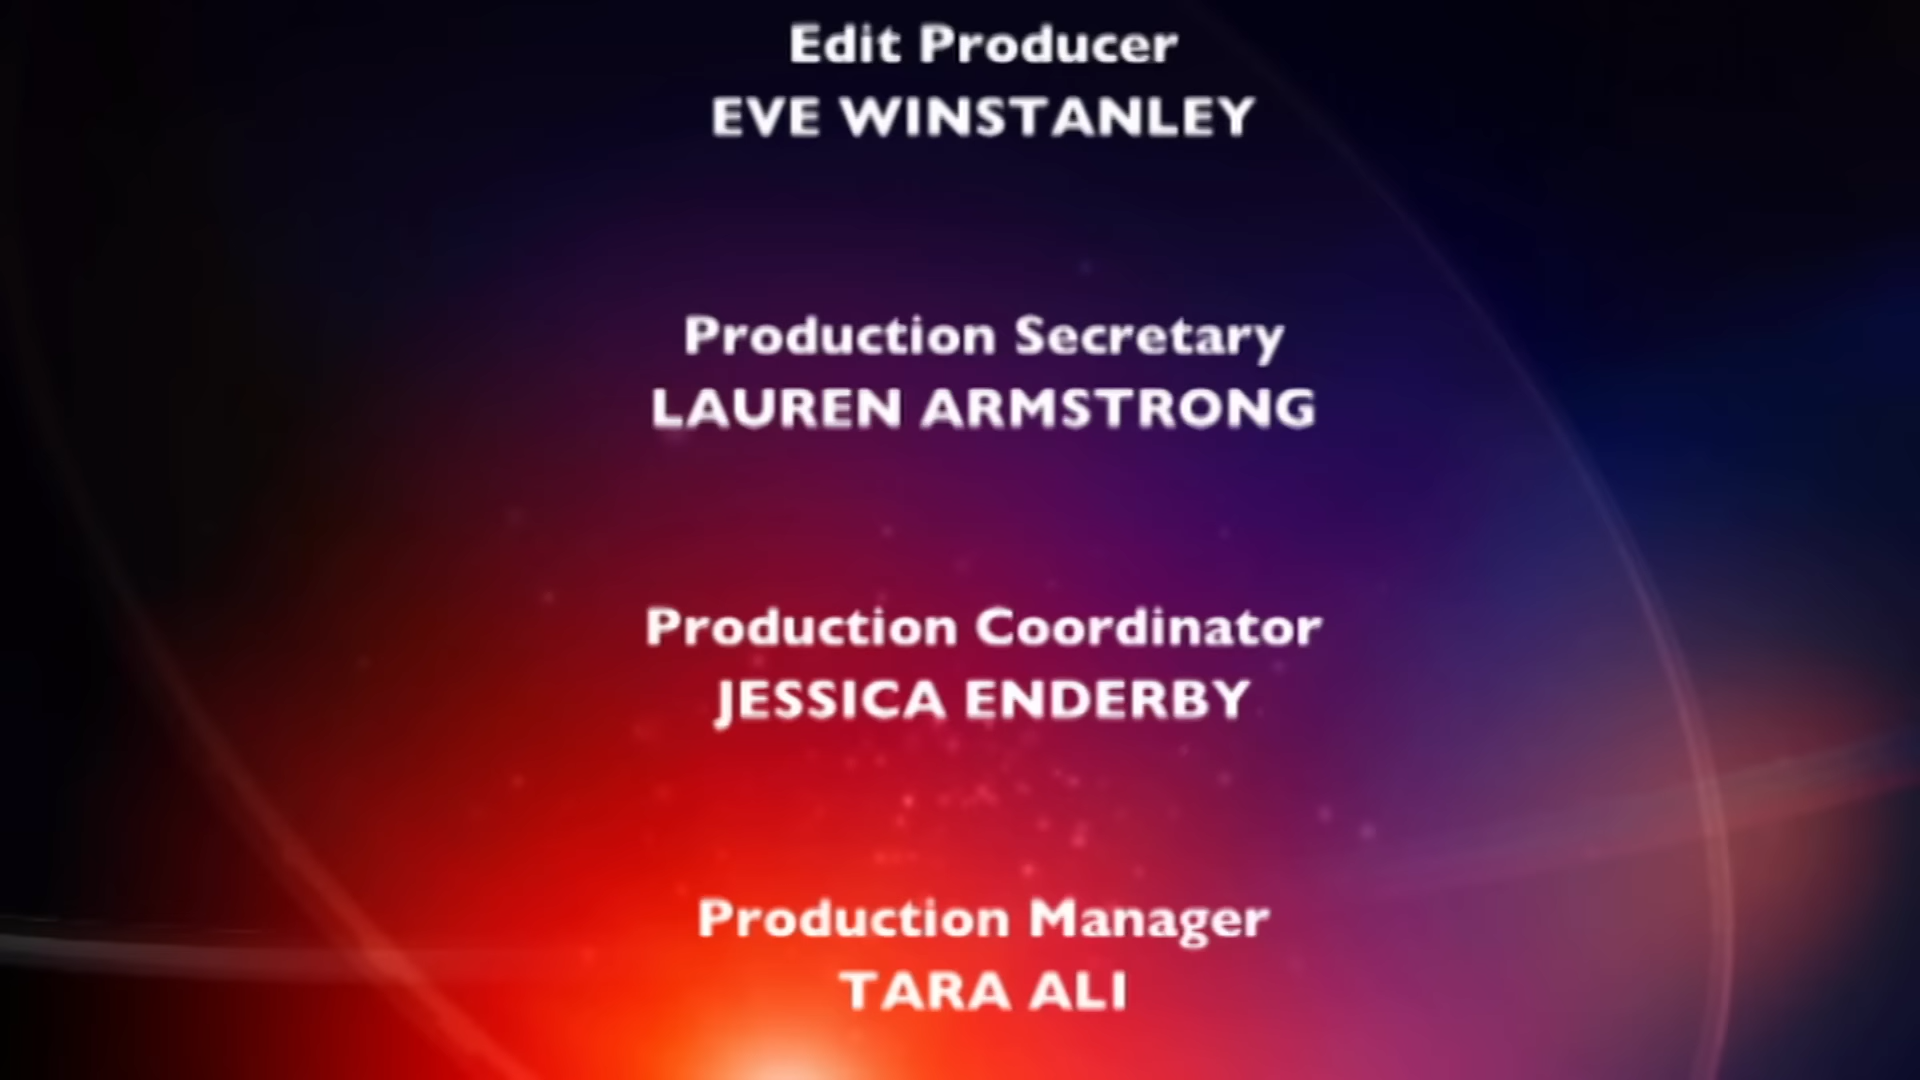 Edit Producer
EVE WINSTANLEY
Production Secretary
LAUREN ARMSTRONG
Production Coordinator
JESSICA ENDERBY
Production Manager
TARA ALI